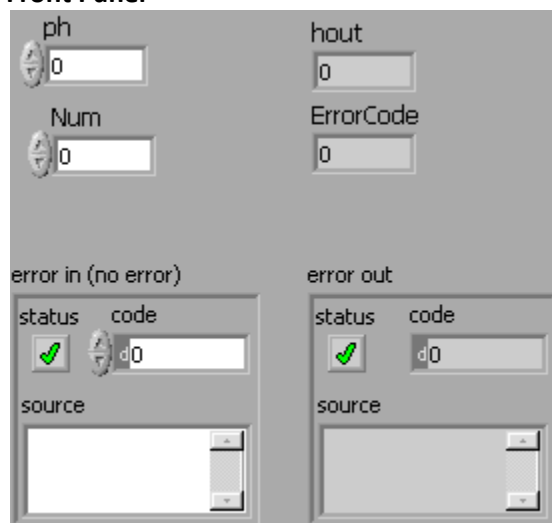 Front Panel
ph
hout
0
0
Num
ErrorCode
0
0
error in (no error)
error out
status code
status code
d0
d0
source
source